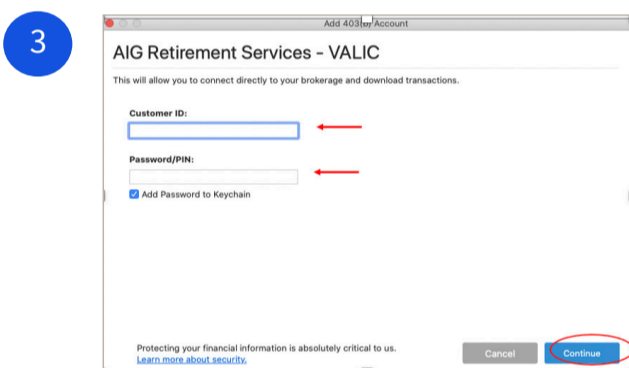 3
Add 403(b) Account
AIG Retirement Services - VALIC
This will allow you to connect directly to your brokerage and download transactions.
Customer ID:
Password/PIN:
Add Password to Keychain
Protecting your financial information is absolutely critical to us.
Learn more about security.
Cancel
Continue